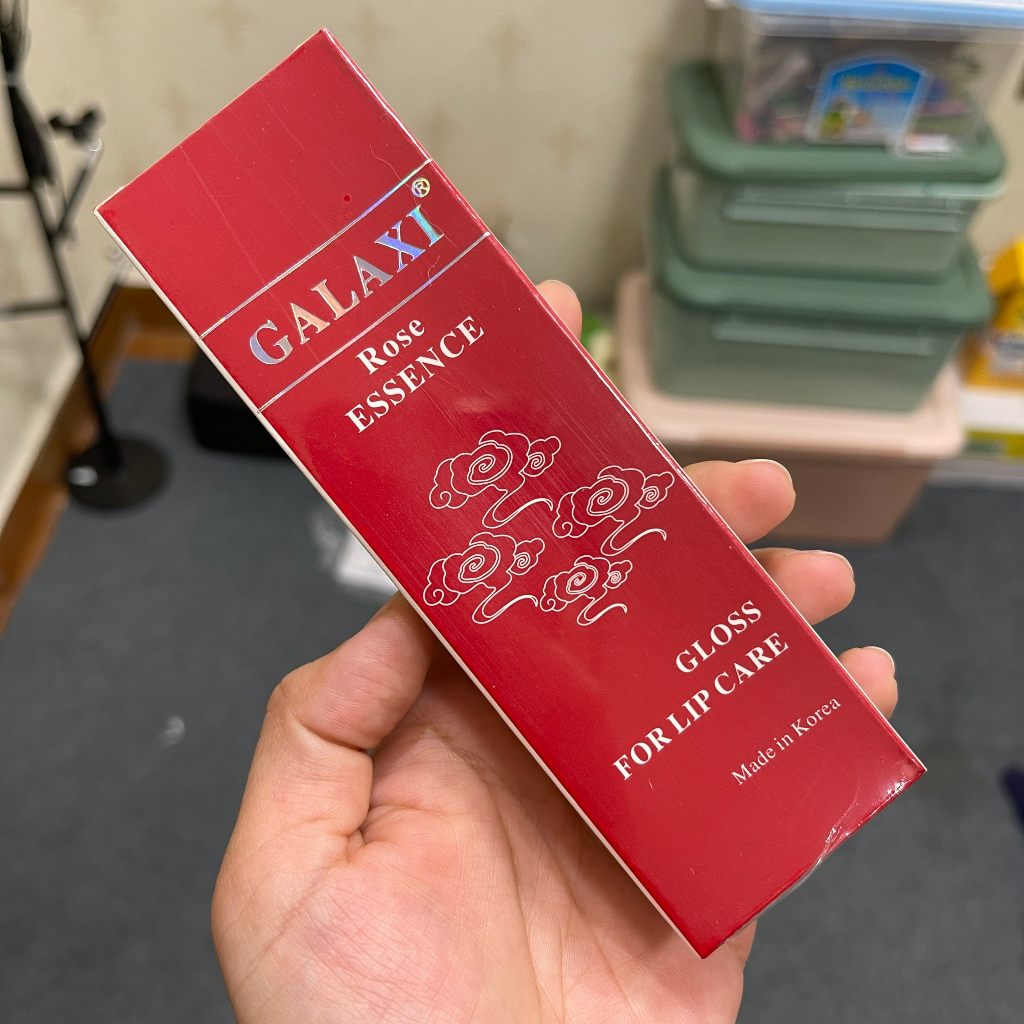 GALAXI®
Rose
ESSENCE
GLOSS
FOR LIP CARE
Made in Korea